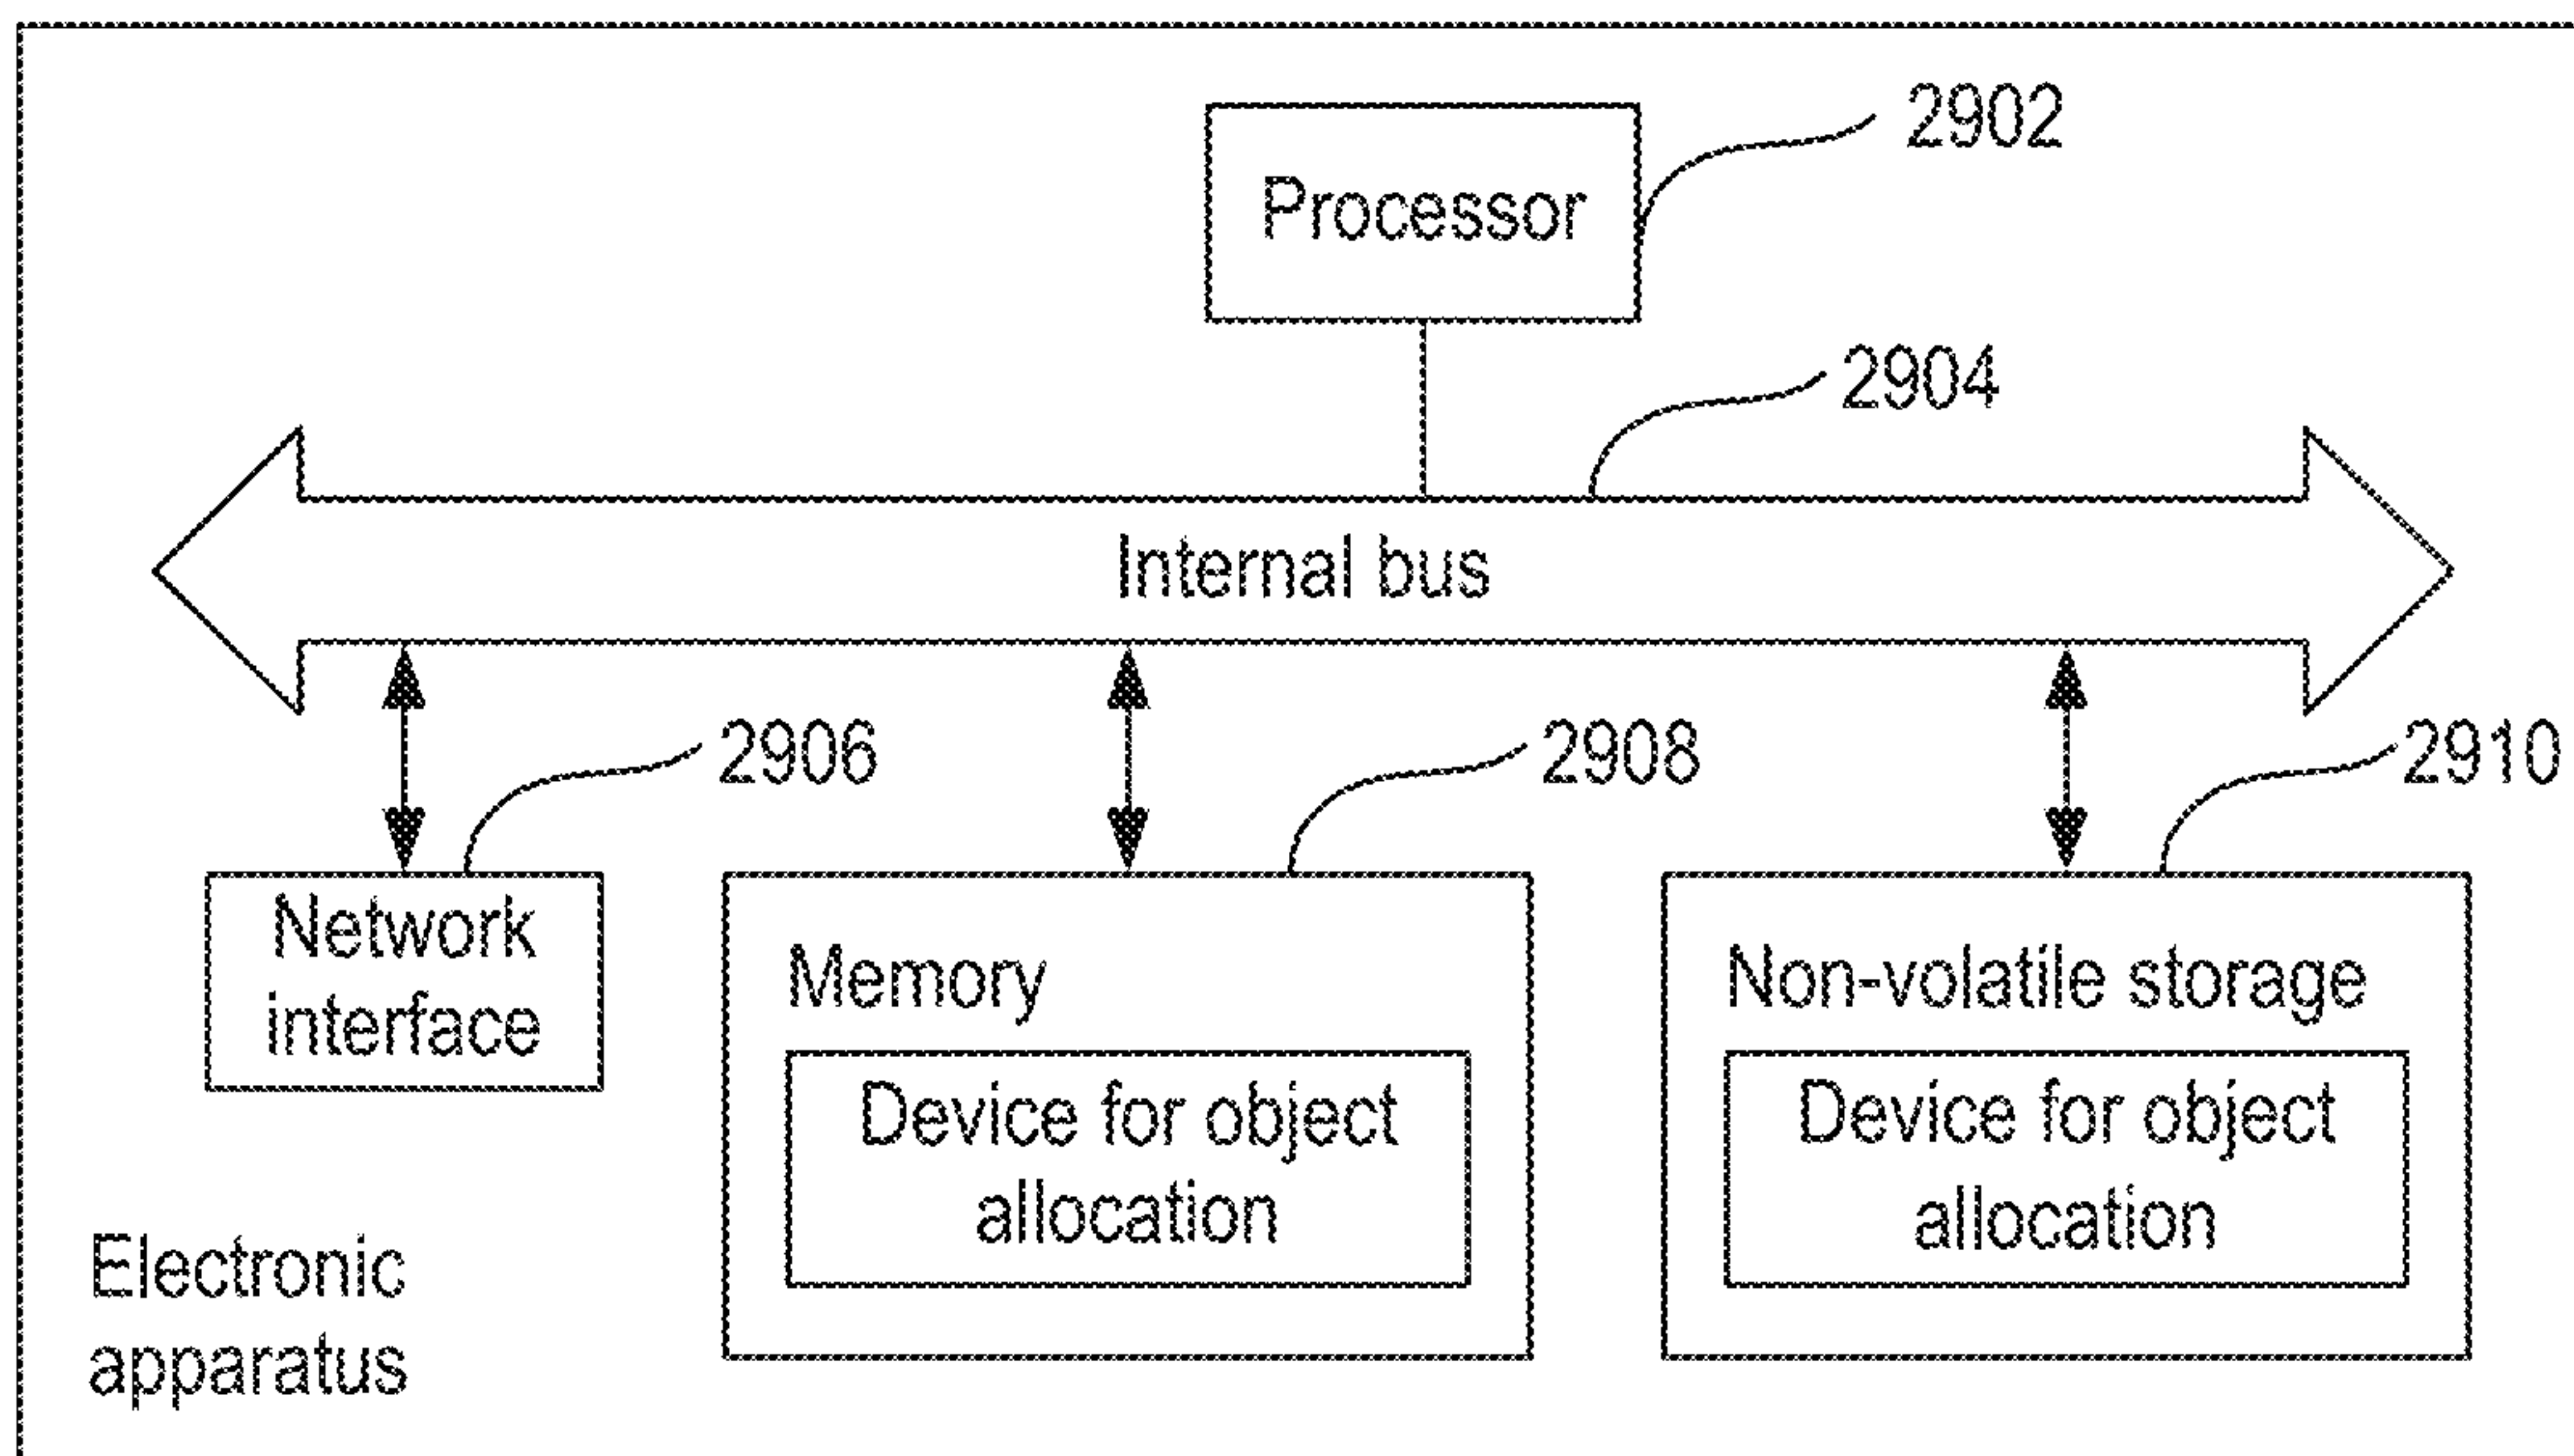 2902
Processor
2904
Internal bus
2906
2908
2910
Network
interface
Memory
Device for object
allocation
Non-volatile storage
Device for object
allocation
Electronic
apparatus